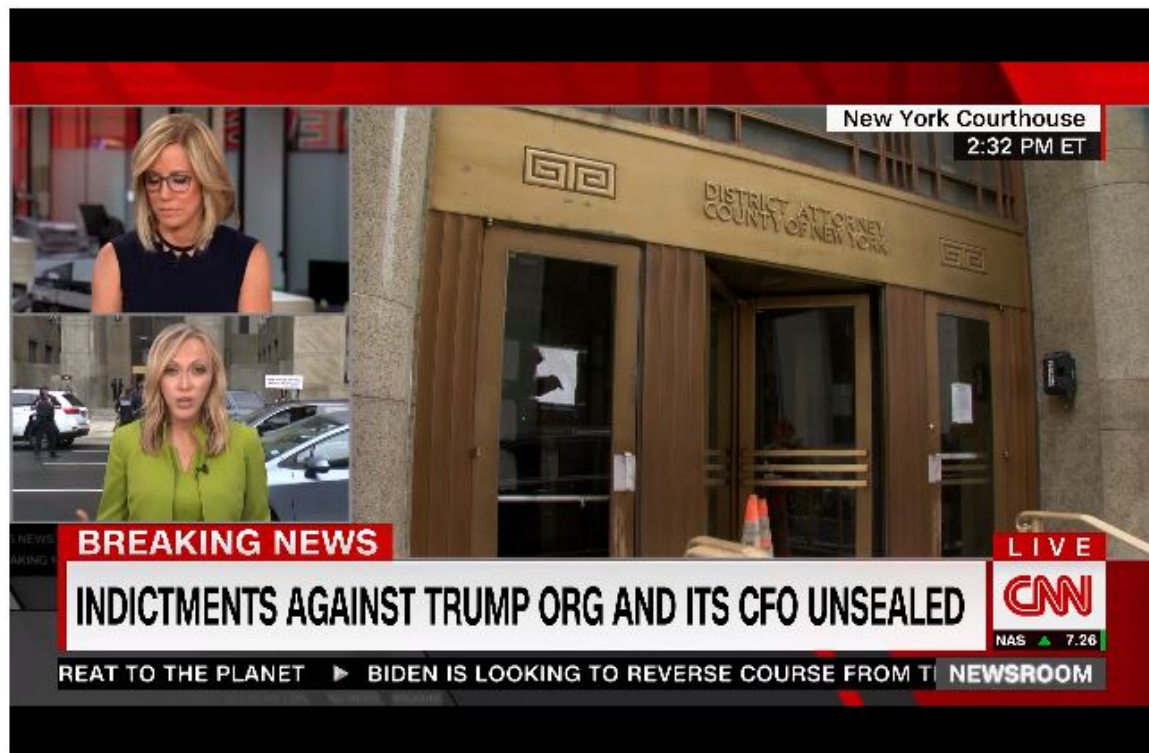 New York Courthouse
2:32 PM ET
DISTRICT ATTORNEY
COUNTY OF NEW YORK
BREAKING NEWS
INDICTMENTS AGAINST TRUMP ORG AND ITS CFO UNSEALED
LIVE
CNN
NAS ▲ 7.26
REAT TO THE PLANET ▶ BIDEN IS LOOKING TO REVERSE COURSE FROM T
NEWSROOM